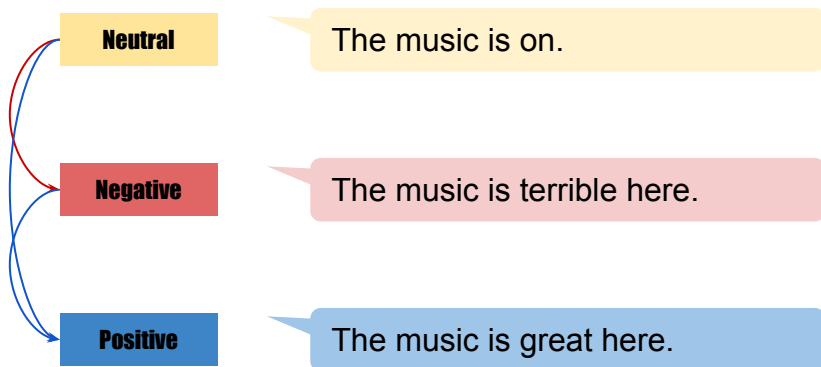 Neutral
The music is on.
Negative
The music is terrible here.
Positive
The music is great here.